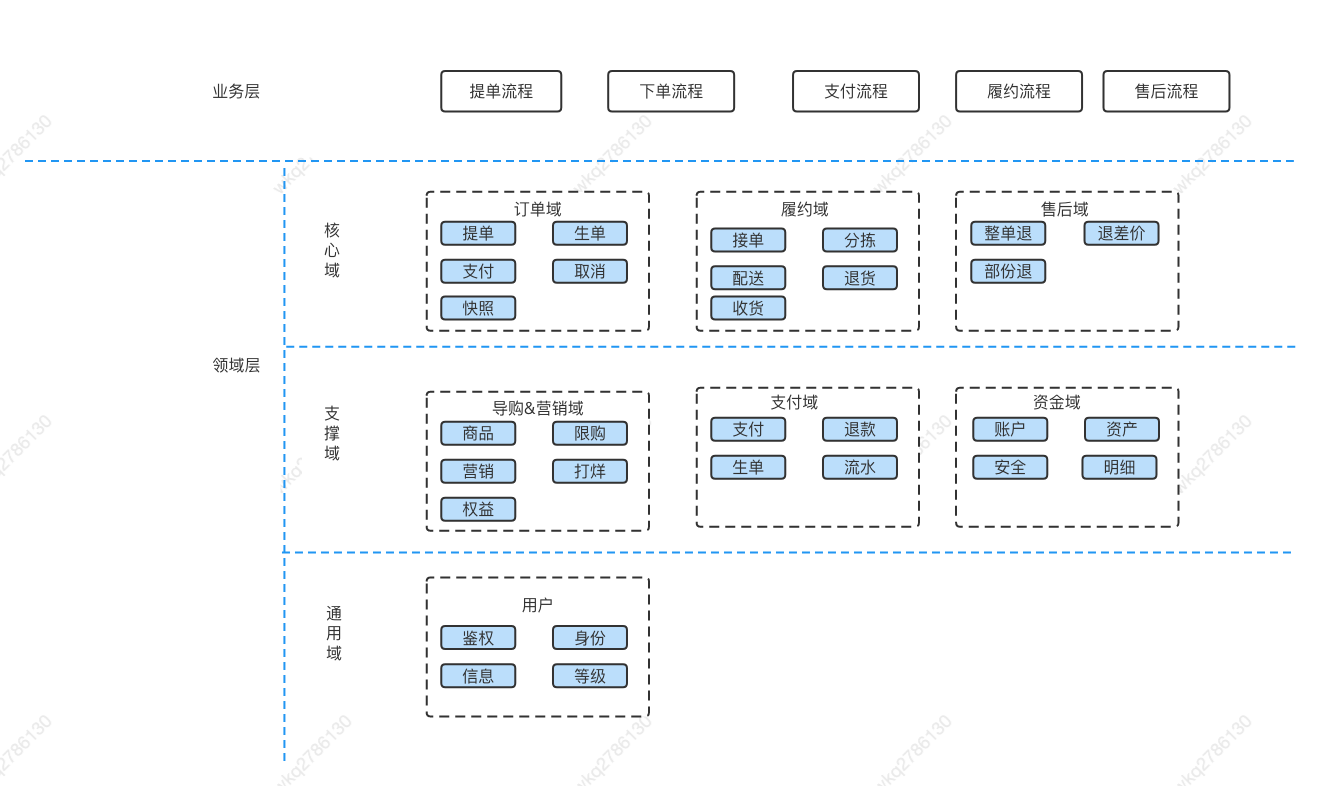 业务层
提单流程
下单流程
支付流程
履约流程
售后流程
领域层
核
心
域
订单域
提单
生单
支付
取消
快照
履约域
接单
分拣
配送
退货
收货
售后域
整单退
退差价
部份退
支
撑
域
导购&营销域
商品
限购
营销
打烊
权益
支付域
支付
退款
生单
流水
资金域
账户
资产
安全
明细
通
用
域
用户
鉴权
身份
信息
等级
wkq2786130